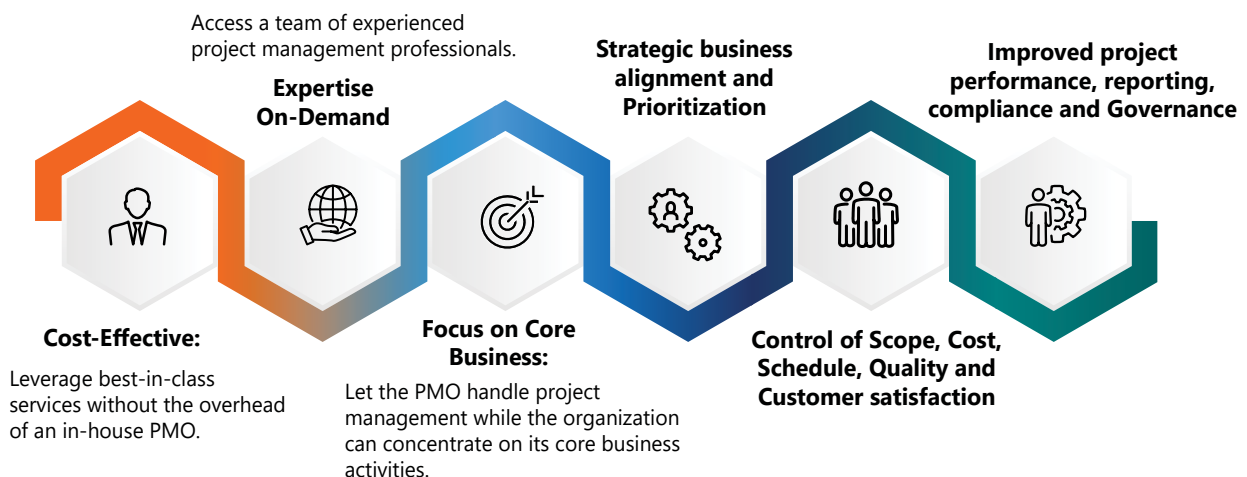 Access a team of experienced
project management professionals.
Expertise
On-Demand
Strategic business
alignment and
Prioritization
Improved project
performance, reporting,
compliance and Governance
Cost-Effective:
Leverage best-in-class
services without the overhead
of an in-house PMO.
Focus on Core
Business:
Let the PMO handle project
management while the organization
can concentrate on its core business
activities.
Control of Scope, Cost,
Schedule, Quality and
Customer satisfaction